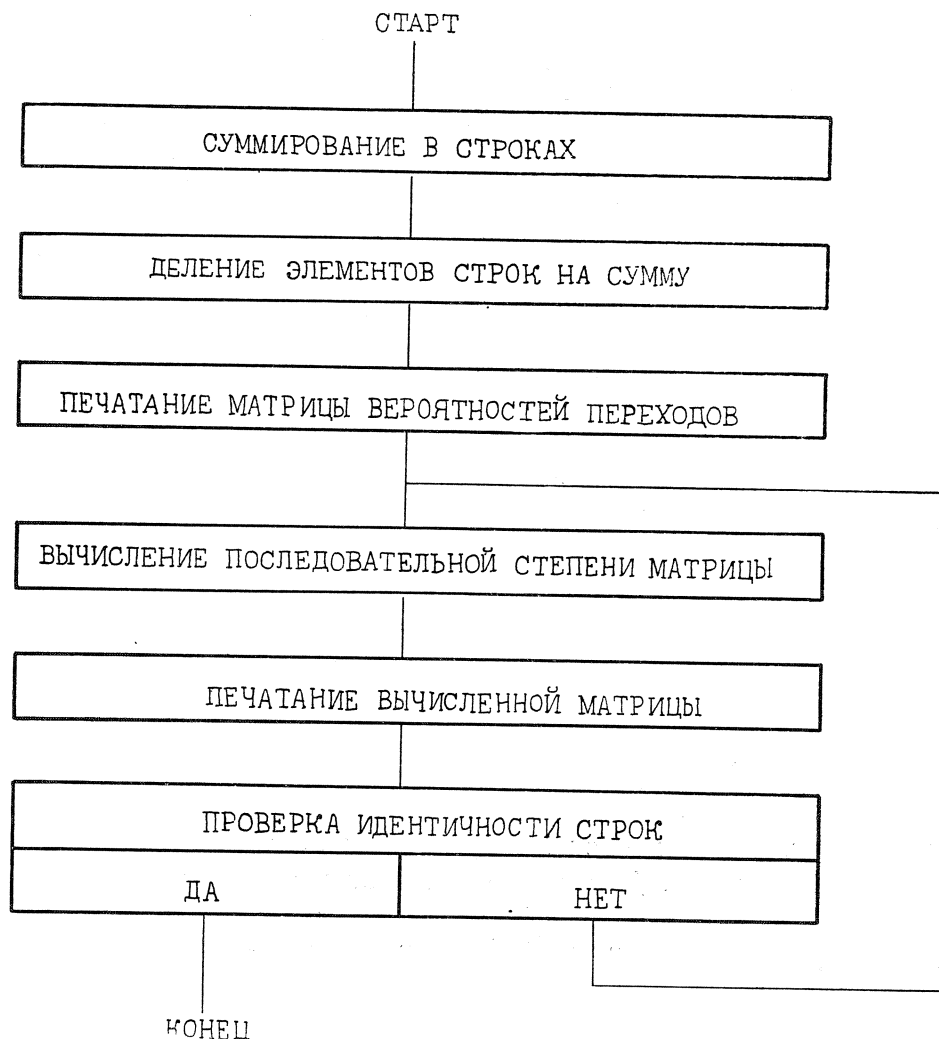 СТАРТ
СУММИРОВАНИЕ В СТРОКАХ
ДЕЛЕНИЕ ЭЛЕМЕНТОВ СТРОК НА СУММУ
ПЕЧАТАНИЕ МАТРИЦЫ ВЕРОЯТНОСТЕЙ ПЕРЕХОДОВ
ВЫЧИСЛЕНИЕ ПОСЛЕДОВАТЕЛЬНОЙ СТЕПЕНИ МАТРИЦЫ
ПЕЧАТАНИЕ ВЫЧИСЛЕННОЙ МАТРИЦЫ
ПРОВЕРКА ИДЕНТИЧНОСТИ СТРОК
ДА
НЕТ
КОНЕЦ